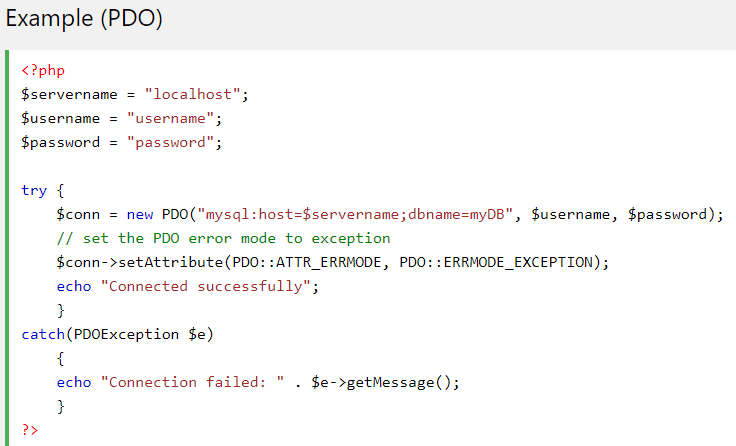 Example (PDO)
<?php
$servername = "localhost";
$username = "username";
$password = "password";

try {
    $conn = new PDO("mysql:host=$servername;dbname=myDB", $username, $password);
    // set the PDO error mode to exception
    $conn->setAttribute(PDO::ATTR_ERRMODE, PDO::ERRMODE_EXCEPTION);
    echo "Connected successfully";
    }
catch(PDOException $e)
    {
    echo "Connection failed: " . $e->getMessage();
    }
?>